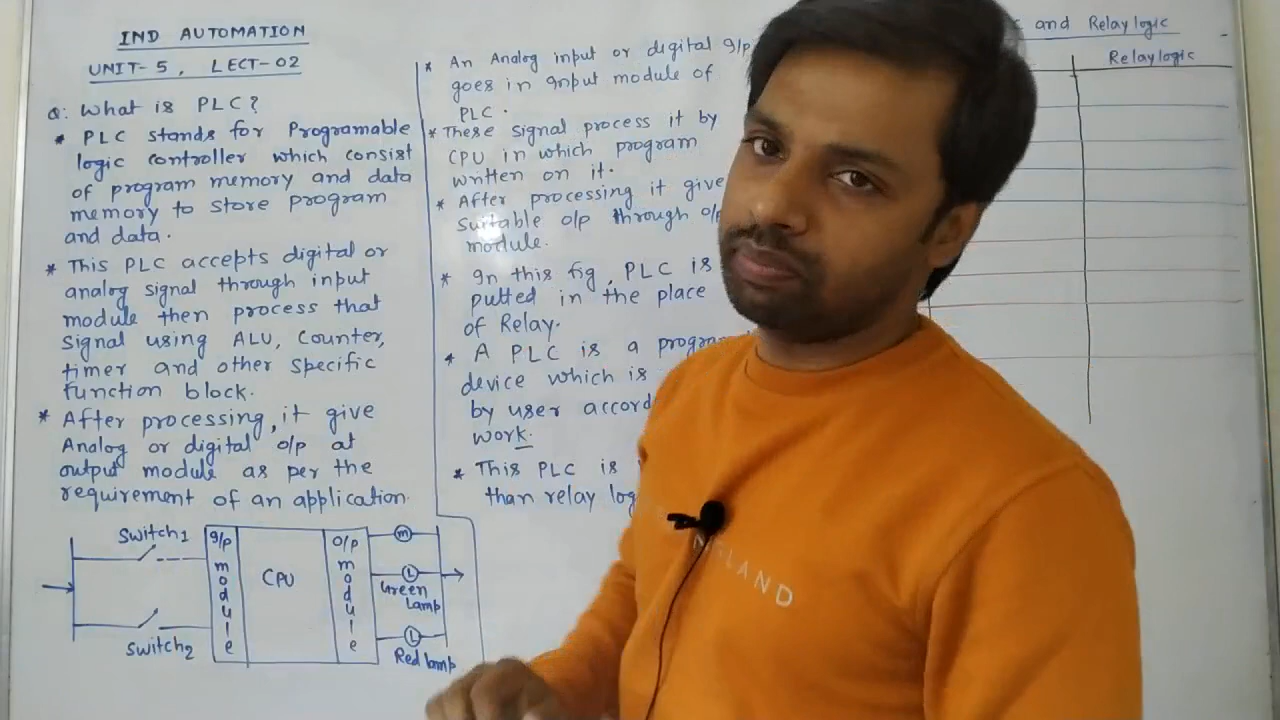 IND AUTOMATION
UNIT-5, LECT-02
Q: What is PLC?
* PLC stands for Programable
logic controller which consist
of program memory and data
memory to store program
and data.
* This PLC accepts digital or
analog signal through input
module then process that
signal using ALU, Counter,
timer and other specific
function block.
* After processing, it give
Analog or digital o/p at
output module as per the
requirement of an application.
Switch1
Switch2
I/p module
CPU
O/p module
M
L
Green
Lamp
L
Red lamp
* An Analog input or digital I/p
goes in Input module of
PLC.
* These signal process it by
CPU in which program
written on it.
* After processing it give
Suitable o/p through o/p
module.
* In this fig, PLC is
putted in the place
of Relay.
* A PLC is a
device which is
by user
work.
* This PLC is
than relay
and Relay logic
Relay logic
LAND